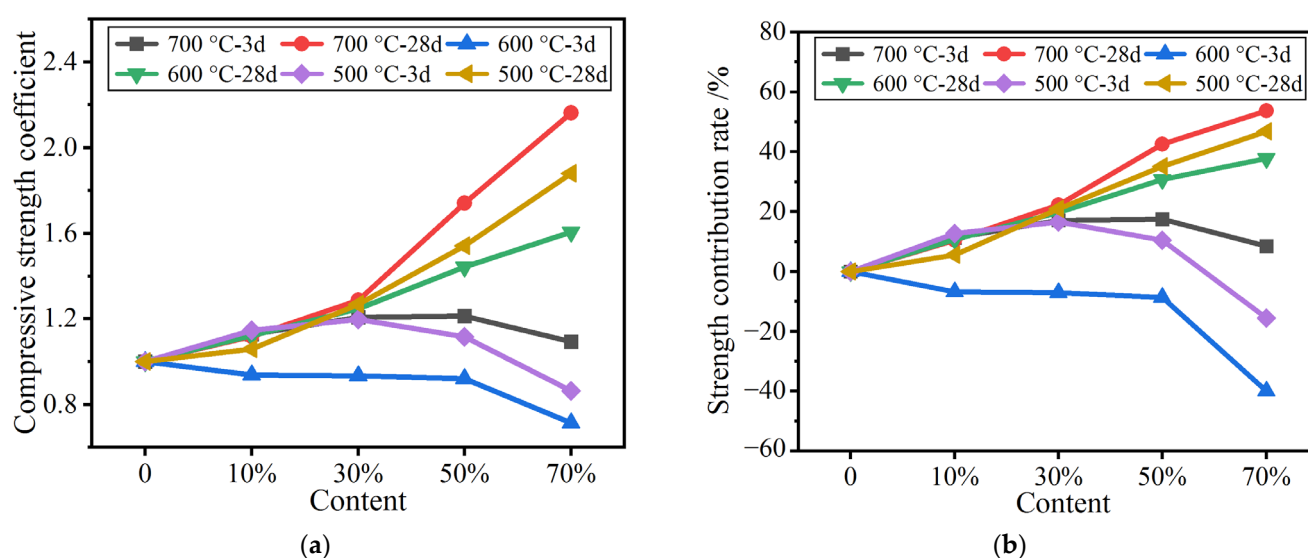 Compressive strength coefficient
700 °C-3d 700 °C-28d 600 °C-3d
600 °C-28d 500 °C-3d 500 °C-28d
2.4
2.0
1.6
1.2
0.8
0 10% 30% 50% 70%
Content
(a)
Strength contribution rate /%
80
700 °C-3d 700 °C-28d 600 °C-3d
600 °C-28d 500 °C-3d 500 °C-28d
60
40
20
0
−20
−40
−60
0 10% 30% 50% 70%
Content
(b)